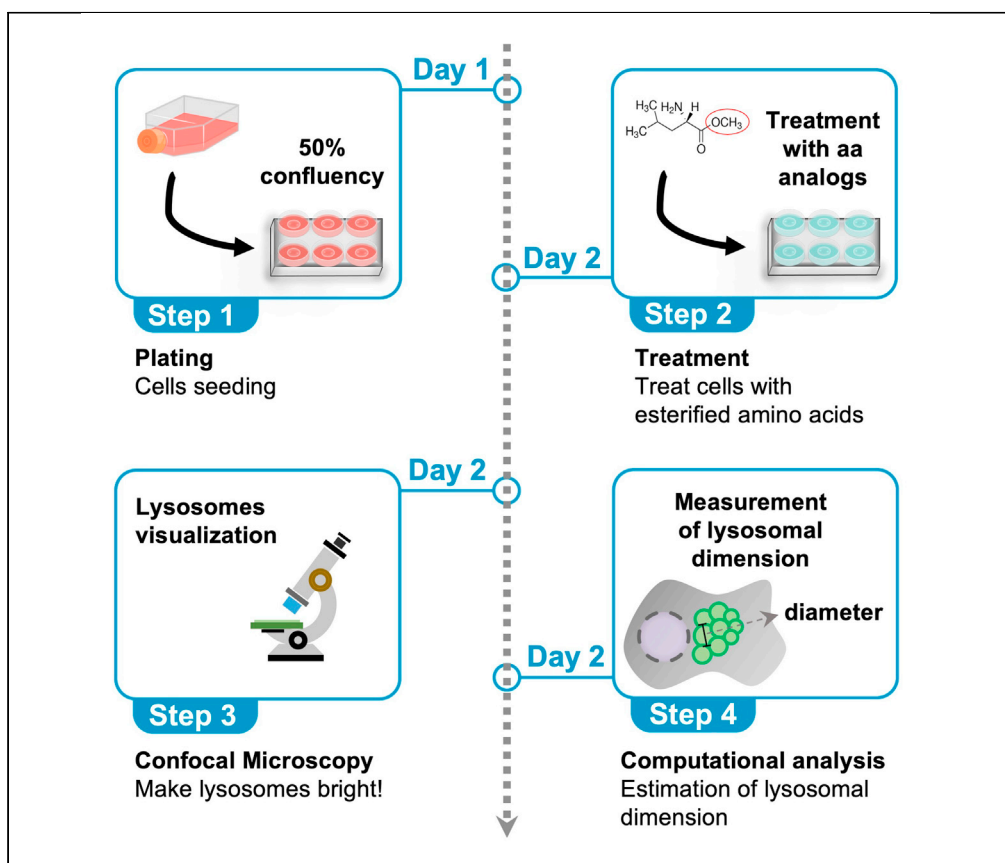 Day 1
50%
confluency
Step 1
Plating
Cells seeding
H₃C H₂N H
OCH₃
H₃C
O
Treatment
with aa
analogs
Day 2
Step 2
Treatment
Treat cells with
esterified amino acids
Day 2
Lysosomes
visualization
Step 3
Confocal Microscopy
Make lysosomes bright!
Measurement
of lysosomal
dimension
diameter
Day 2
Step 4
Computational analysis
Estimation of lysosomal
dimension